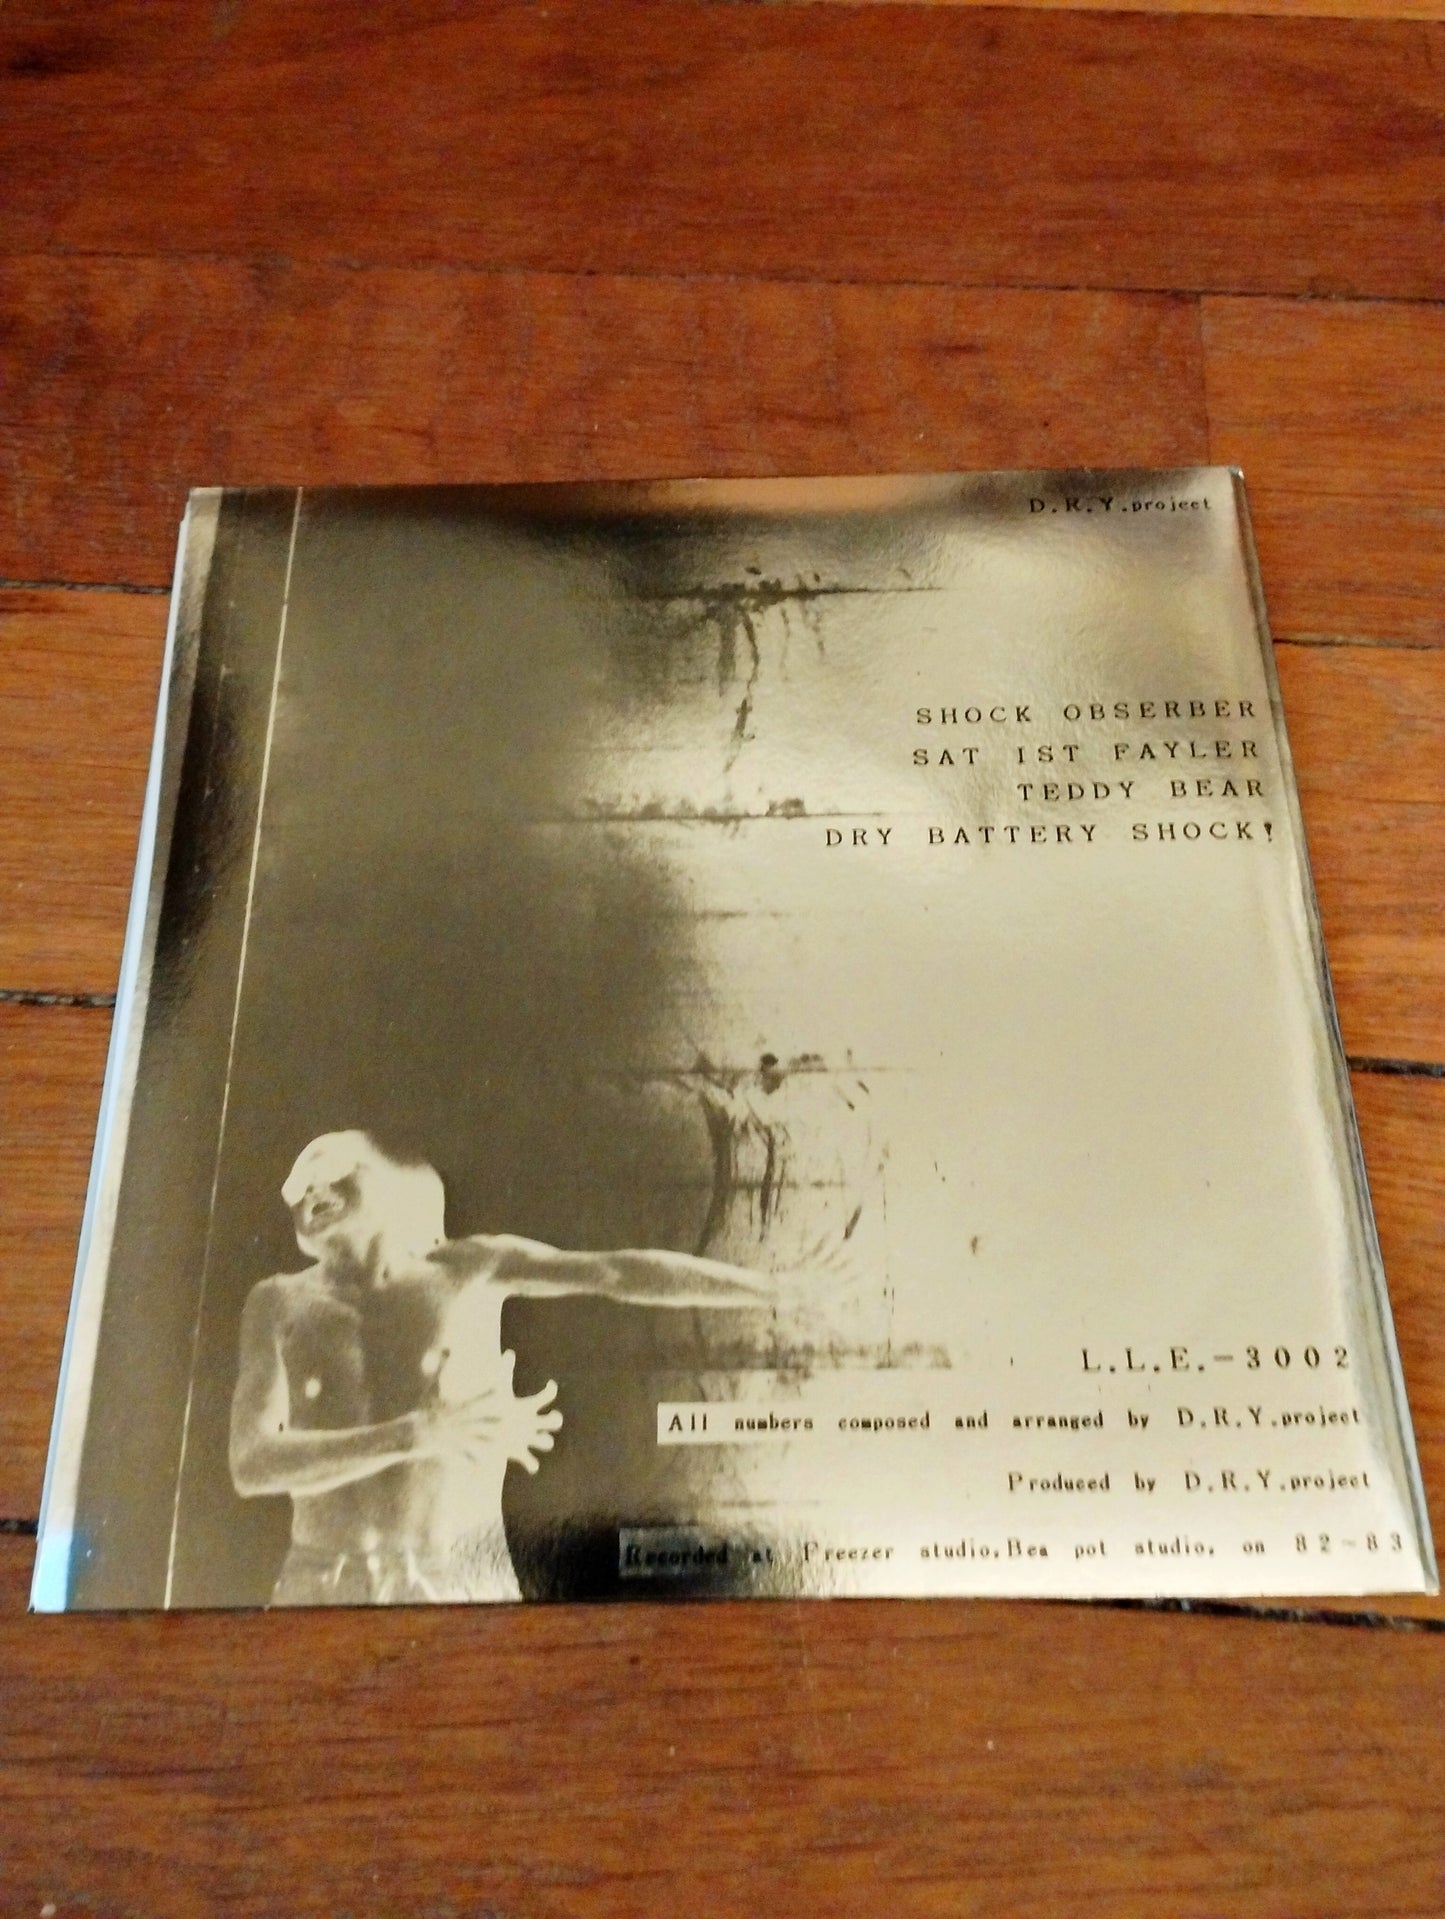 D.R.Y.project
SHOCK OBSERBER
SAT IST FAYLER
TEDDY BEAR
DRY BATTERY SHOCK!
L.L.E.-3002
All numbers composed and arranged by D.R.Y.project
Produced by D.R.Y.project
Recorded at Freezer studio. Bea pot studio. on 82-83